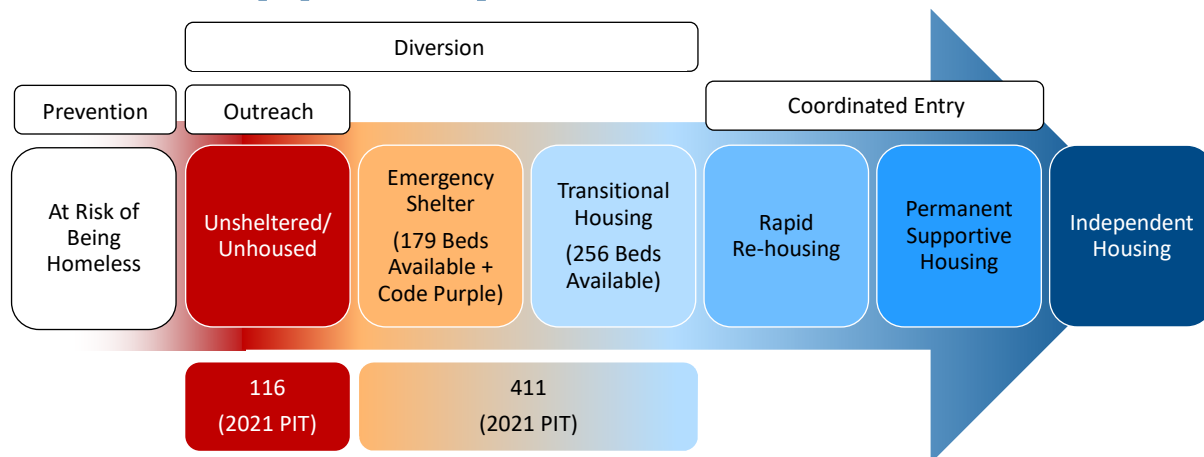 Diversion
Prevention
Outreach
Coordinated Entry
At Risk of
Being
Homeless
Unsheltered/
Unhoused
Emergency
Shelter
(179 Beds
Available +
Code Purple)
Transitional
Housing
(256 Beds
Available)
Rapid
Re-housing
Permanent
Supportive
Housing
Independent
Housing
116
(2021 PIT)
411
(2021 PIT)